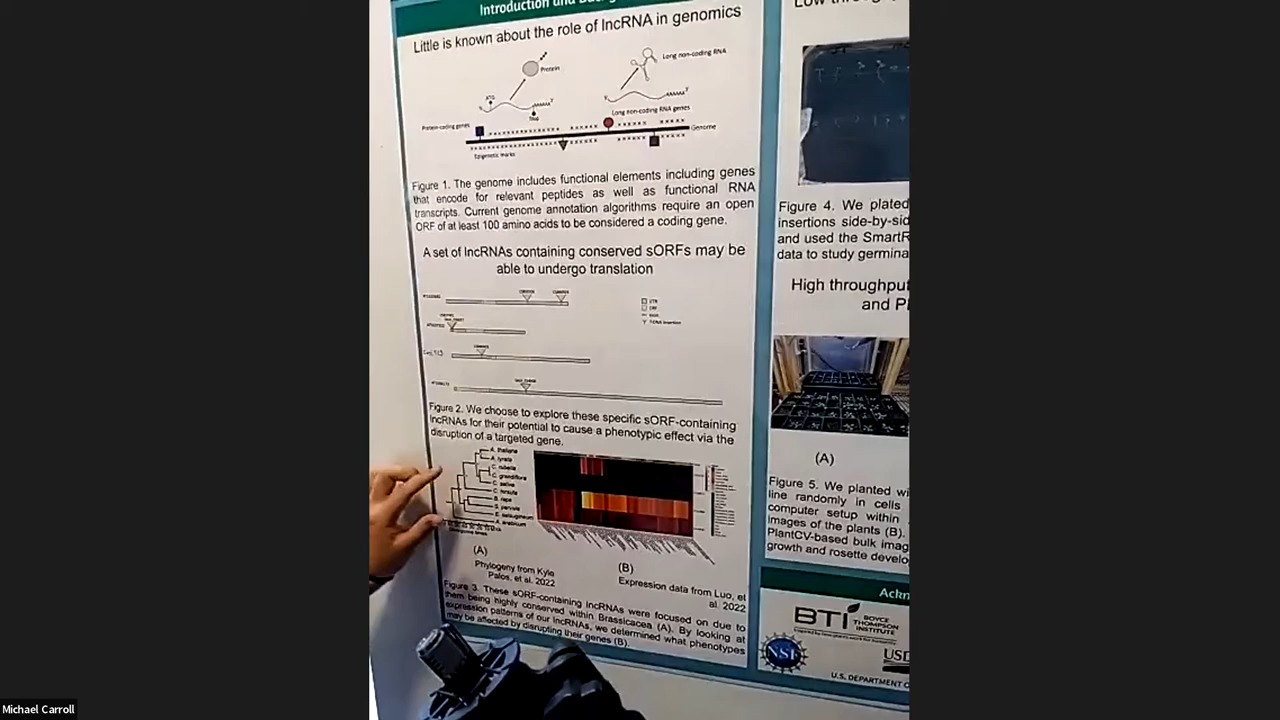 Introduction and
Little is known about the role of lncRNA in genomics
Protein
Long non-coding RNA
ATG
Stop
Long non-coding RNA genes
Protein-coding genes
Genome
Epigenetic marks
Figure 1. The genome includes functional elements including genes
that encode for relevant peptides as well as functional RNA
transcripts. Current genome annotation algorithms require an open
ORF of at least 100 amino acids to be considered a coding gene.
A set of lncRNAs containing conserved sORFs may be
able to undergo translation
UTR
T-DNA insertion
Figure 2. We choose to explore these specific sORF-containing
lncRNAs for their potential to cause a phenotypic effect via the
disruption of a targeted gene.
A. thaliana
A. lyrata
C. rubella
C. grandiflora
C. sativa
C. hirsuta
B. rapa
S. parvula
E. salsugineum
A. arabicum
(A)
Phylogeny from Kyle
Palos, et al. 2022
(B)
Expression data from Luo, et
al. 2022
Figure 3. These sORF-containing lncRNAs were focused on due to
them being highly conserved within Brassicacea (A). By looking at
expression patterns of our lncRNAs, we determined what phenotypes
may be affected by disrupting their genes (B).
Figure 4. We plated
insertions side-by-sid
and used the SmartR
data to study germina
High throughput
and P
(A)
Figure 5. We planted wi
line randomly in cells
computer setup within
images of the plants (B).
PlantCV-based bulk imag
growth and rosette develo
Ackn
BTI BOYCE
THOMPSON
INSTITUTE
NSF
USD
U.S. DEPARTMENT O
Michael Carroll